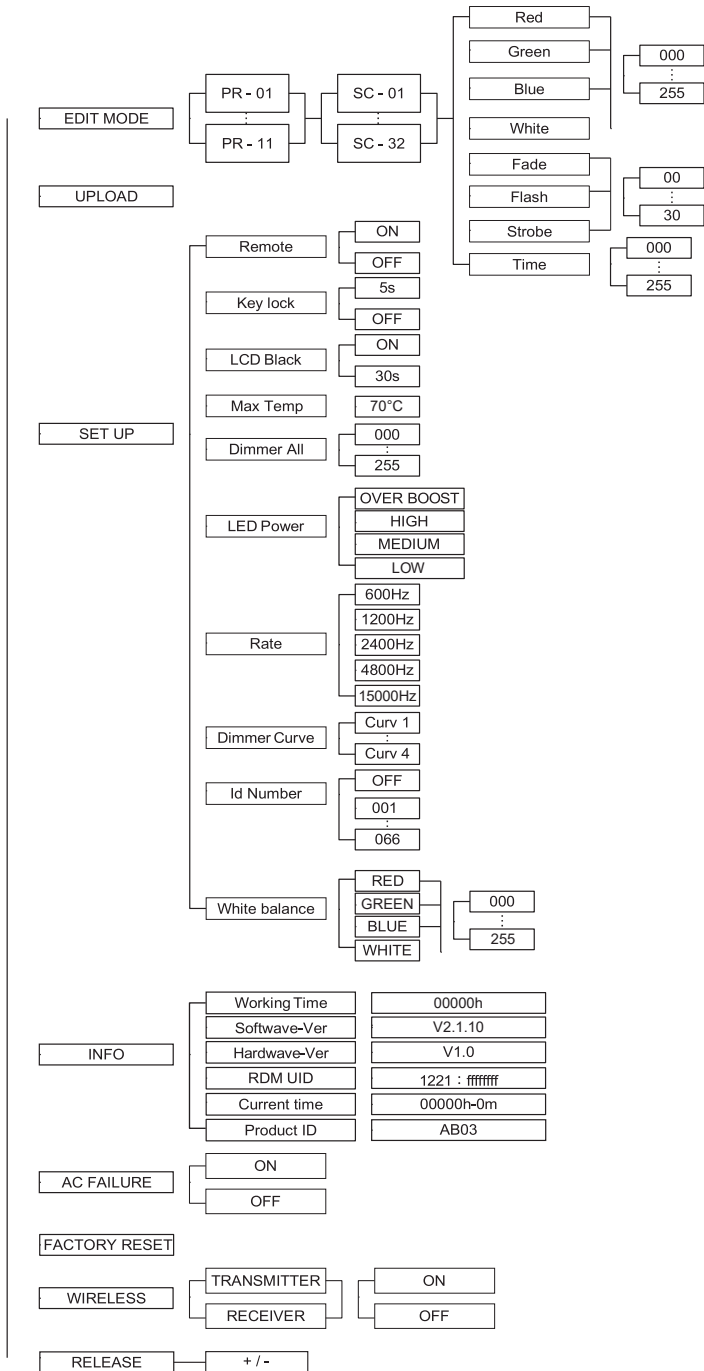 EDIT MODE
PR - 01
PR - 11
SC - 01
SC - 32
Red
Green
Blue
White
000
255
Fade
Flash
Strobe
00
30
Time
000
255
UPLOAD
SET UP
Remote
ON
OFF
Key lock
5s
OFF
LCD Black
ON
30s
Max Temp
70°C
Dimmer All
000
255
LED Power
OVER BOOST
HIGH
MEDIUM
LOW
Rate
600Hz
1200Hz
2400Hz
4800Hz
15000Hz
Dimmer Curve
Curv 1
Curv 4
Id Number
OFF
001
066
White balance
RED
GREEN
BLUE
WHITE
000
255
INFO
Working Time
00000h
Softwave-Ver
V2.1.10
Hardwave-Ver
V1.0
RDM UID
1221：ffffffff
Current time
00000h-0m
Product ID
AB03
AC FAILURE
ON
OFF
FACTORY RESET
WIRELESS
TRANSMITTER
RECEIVER
ON
OFF
RELEASE
+ / -